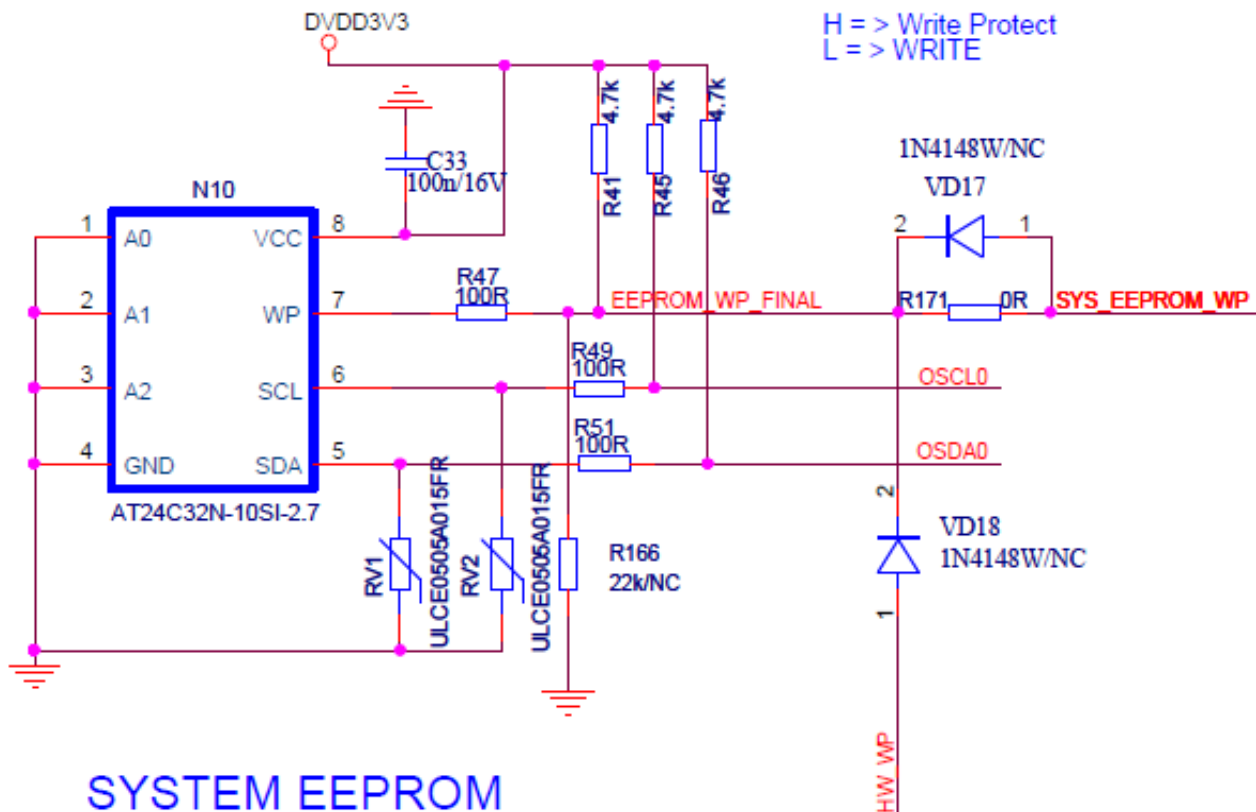 DVDD3V3
H = > Write Protect
L = > WRITE
4.7k
4.7k
4.7k
R41
R45
R46
C33
100n/16V
1N4148W/NC
VD17
2
1
N10
1
A0
VCC
8
2
A1
WP
7
3
A2
SCL
6
4
GND
SDA
5
AT24C32N-10SI-2.7
R47
100R
EEPROM_WP_FINAL
R171
0R
SYS_EEPROM_WP
R49
100R
OSCL0
R51
100R
OSDA0
RV1
ULCE0505A015FR
RV2
ULCE0505A015FR
R166
22k/NC
2
VD18
1N4148W/NC
1
HW_WP
SYSTEM EEPROM